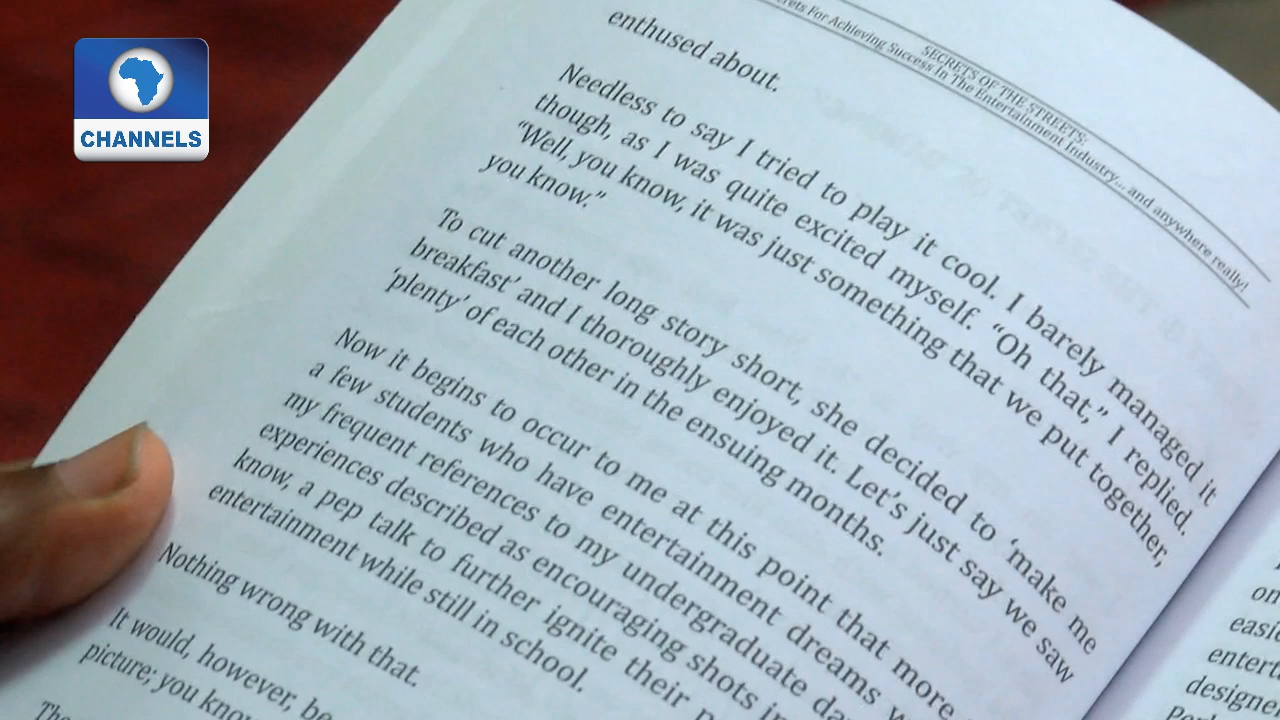 CHANNELS
SECRETS OF THE STREETS:
For Achieving Success In The Entertainment Industry... and anywhere really!
enthused about.
Needless to say I tried to play it cool. I barely managed it
though, as I was quite excited myself. “Oh that,” I replied.
“Well, you know, it was just something that we put together,
you know.”
To cut another long story short, she decided to ‘make me
breakfast’ and I thoroughly enjoyed it. Let’s just say we saw
‘plenty’ of each other in the ensuing months.
Now it begins to occur to me at this point that more
a few students who have entertainment dreams
my frequent references to my undergraduate
experiences described as encouraging shots
know, a pep talk to further ignite their
entertainment while still in school.
Nothing wrong with that.
It would, however, be
picture; you know
on
enter
designe